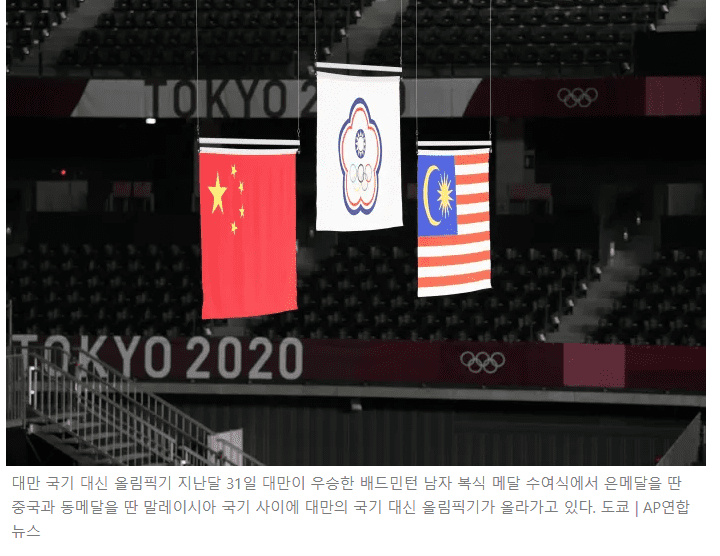 TOKYO 2
TOKYO 2020
대만 국기 대신 올림픽기 지난달 31일 대만이 우승한 배드민턴 남자 복식 메달 수여식에서 은메달을 딴
중국과 동메달을 딴 말레이시아 국기 사이에 대만의 국기 대신 올림픽기가 올라가고 있다. 도쿄 | AP연합
뉴스